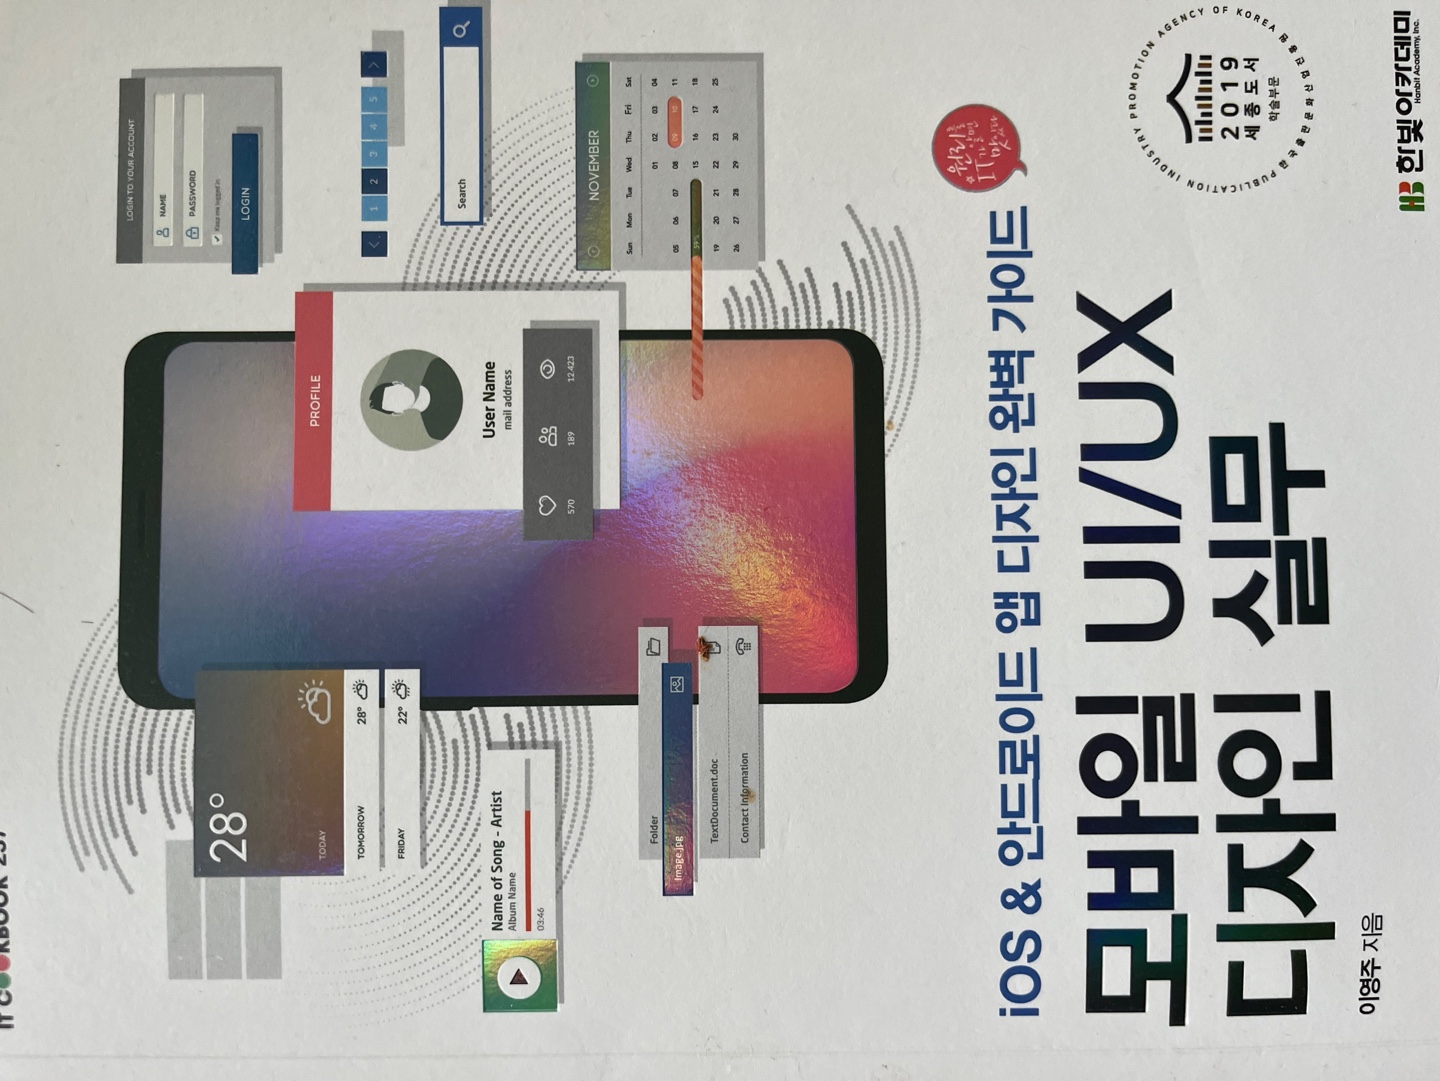 IT COOKBOOK 237
28°
TODAY
TOMORROW 28°
FRIDAY 22°
LOGIN TO YOUR ACCOUNT
NAME
PASSWORD
Keep me logged in
LOGIN
PROFILE
User Name
mail address
570 189 12.423
1 2 3 4 5
Search
Name of Song - Artist
Album Name
03:46
NOVEMBER
Sun Mon Tue Wed Thu Fri Sat
01 02 03 04
05 06 07 08 09 10 11
59% 15 16 17 18
19 20 21 22 23 24 25
26 27 28 29 30
Folder
Image.jpg
TextDocument.doc
Contact Information
원리를
알면
IT가
맛있다
iOS & 안드로이드 앱 디자인 완벽 가이드
모바일 UI/UX
디자인 실무
이영주 지음
PUBLICATION INDUSTRY PROMOTION AGENCY OF KOREA
2019
세종도서
학술부문
한국출판문화산업진흥원
한빛아카데미
Hanbit Academy, Inc.